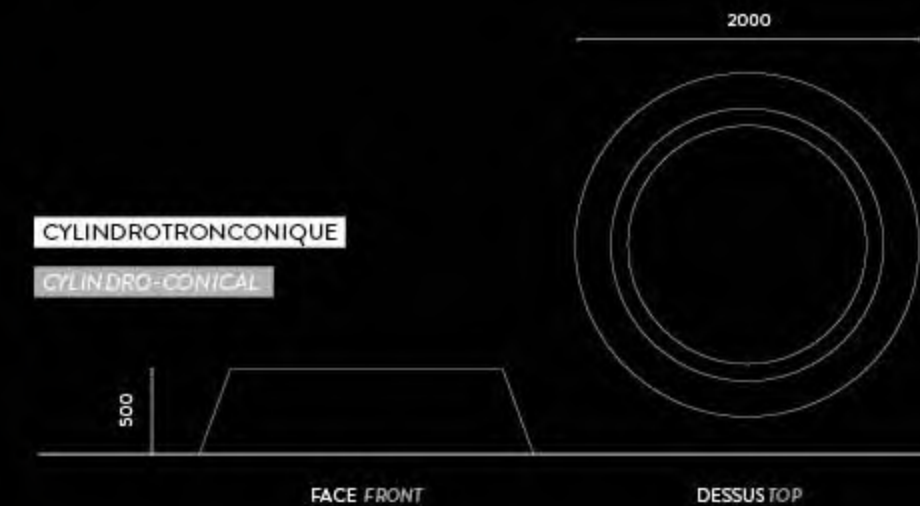 2000
CYLINDROTRONCONIQUE
CYLINDRO-CONICAL
500
FACE FRONT
DESSUS TOP